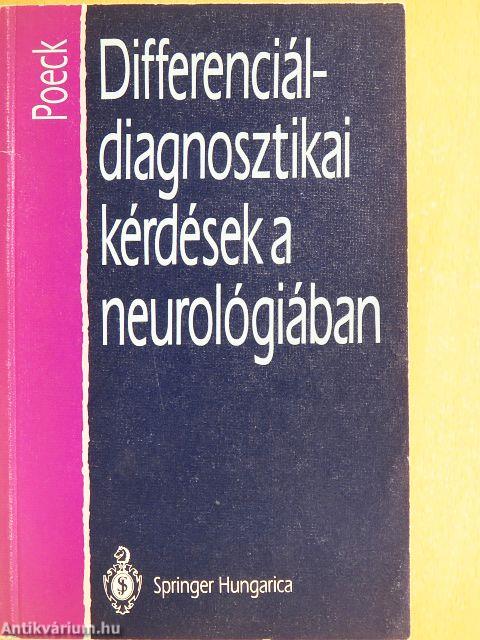 Poeck
Differenciál-
diagnosztikai
kérdések a
neurológiában
Springer Hungarica
Antikvárium.hu